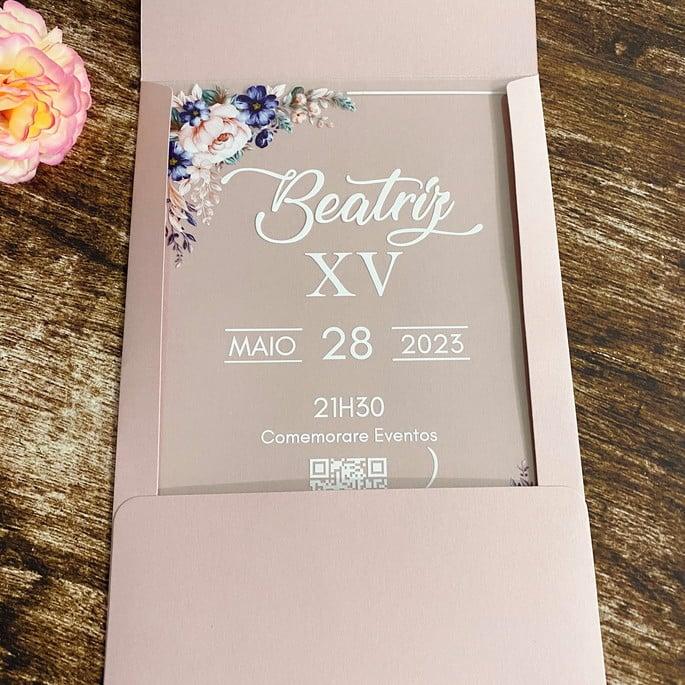 Beatriz
XV
MAIO 28 2023
21H30
Comemorare Eventos